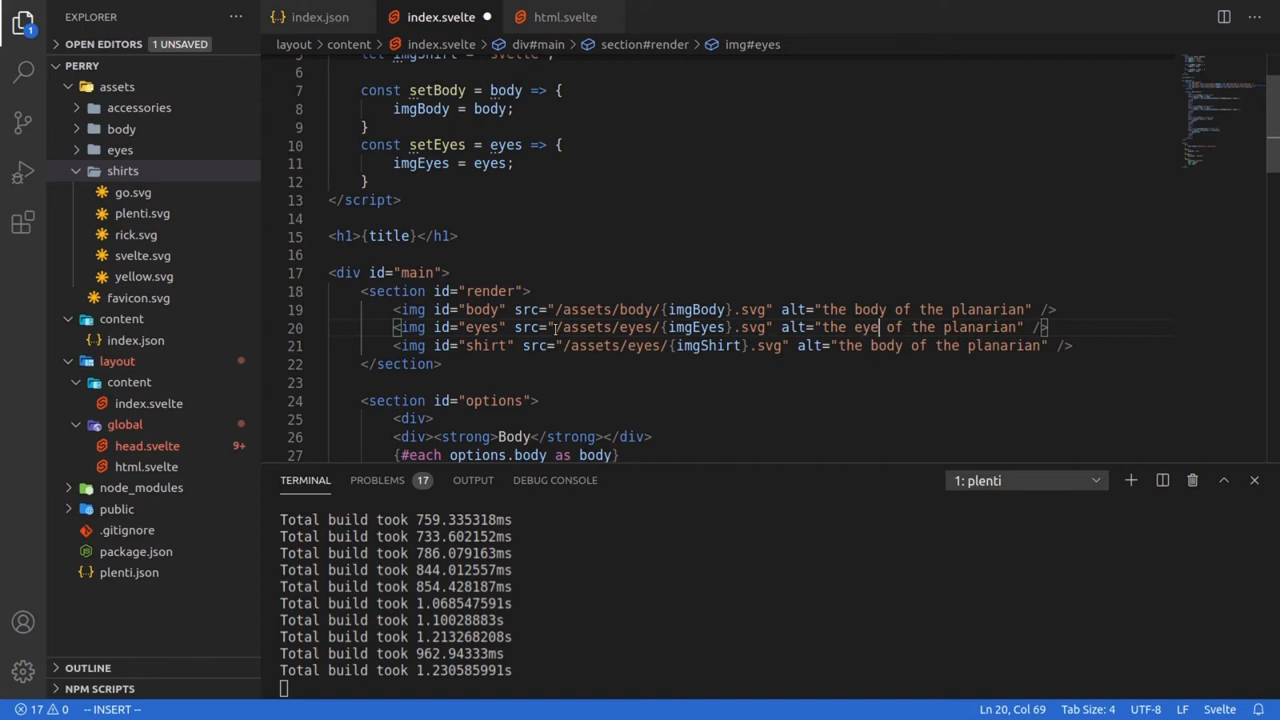 EXPLORER
index.json
index.svelte
html.svelte
OPEN EDITORS 1 UNSAVED
layout content index.svelte div#main section#render img#eyes
PERRY
assets
accessories
body
eyes
shirts
go.svg
plenti.svg
rick.svg
svelte.svg
yellow.svg
favicon.svg
content
index.json
layout
content
index.svelte
global
head.svelte 9+
html.svelte
node_modules
public
.gitignore
package.json
plenti.json
OUTLINE
NPM SCRIPTS
5 let imgShirt = "svelte";
6
7 const setBody = body => {
8 imgBody = body;
9 }
10 const setEyes = eyes => {
11 imgEyes = eyes;
12 }
13 </script>
14
15 <h1>{title}</h1>
16
17 <div id="main">
18 <section id="render">
19 <img id="body" src="/assets/body/{imgBody}.svg" alt="the body of the planarian" />
20 <img id="eyes" src="/assets/eyes/{imgEyes}.svg" alt="the eye of the planarian" />
21 <img id="shirt" src="/assets/eyes/{imgShirt}.svg" alt="the body of the planarian" />
22 </section>
23
24 <section id="options">
25 <div>
26 <div><strong>Body</strong></div>
27 {#each options.body as body}
TERMINAL PROBLEMS 17 OUTPUT DEBUG CONSOLE 1: plenti
Total build took 759.335318ms
Total build took 733.602152ms
Total build took 786.079163ms
Total build took 844.012557ms
Total build took 854.428187ms
Total build took 1.068547591s
Total build took 1.10028883s
Total build took 1.213268208s
Total build took 962.94333ms
Total build took 1.230585991s
17 0 -- INSERT -- Ln 20, Col 69 Tab Size: 4 UTF-8 LF Svelte